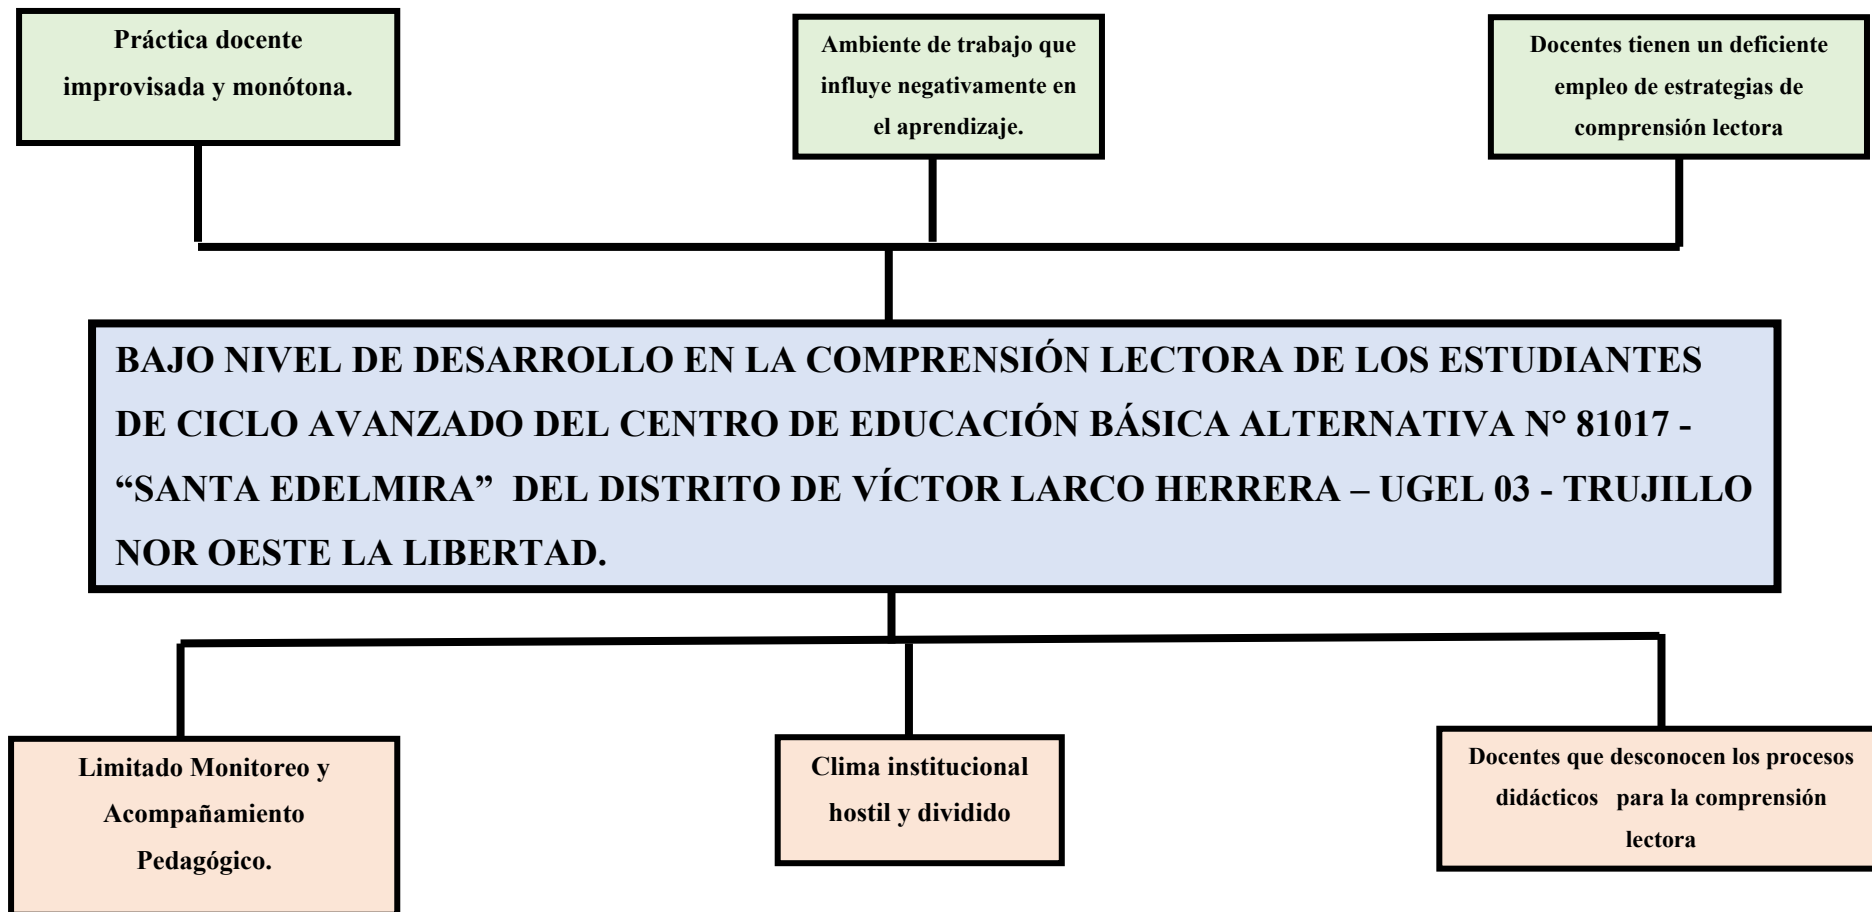 Práctica docente
improvisada y monótona.
Ambiente de trabajo que
influye negativamente en
el aprendizaje.
Docentes tienen un deficiente
empleo de estrategias de
comprensión lectora
BAJO NIVEL DE DESARROLLO EN LA COMPRENSIÓN LECTORA DE LOS ESTUDIANTES
DE CICLO AVANZADO DEL CENTRO DE EDUCACIÓN BÁSICA ALTERNATIVA N° 81017 -
“SANTA EDELMIRA” DEL DISTRITO DE VÍCTOR LARCO HERRERA – UGEL 03 - TRUJILLO
NOR OESTE LA LIBERTAD.
Limitado Monitoreo y
Acompañamiento
Pedagógico.
Clima institucional
hostil y dividido
Docentes que desconocen los procesos
didácticos para la comprensión
lectora